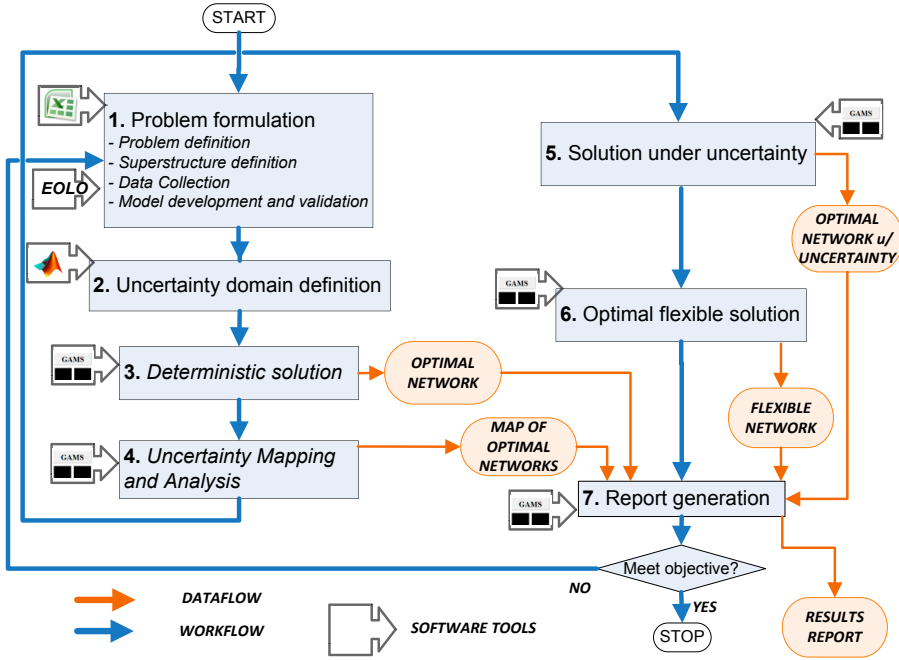 START
1. Problem formulation
- Problem definition
- Superstructure definition
- Data Collection
- Model development and validation
EOLO
2. Uncertainty domain definition
GAMS
3. Deterministic solution
OPTIMAL
NETWORK
GAMS
4. Uncertainty Mapping
and Analysis
MAP OF
OPTIMAL
NETWORKS
GAMS
5. Solution under uncertainty
OPTIMAL
NETWORK u/
UNCERTAINTY
GAMS
6. Optimal flexible solution
FLEXIBLE
NETWORK
GAMS
7. Report generation
Meet objective?
NO
YES
STOP
RESULTS
REPORT
DATAFLOW
WORKFLOW
SOFTWARE TOOLS